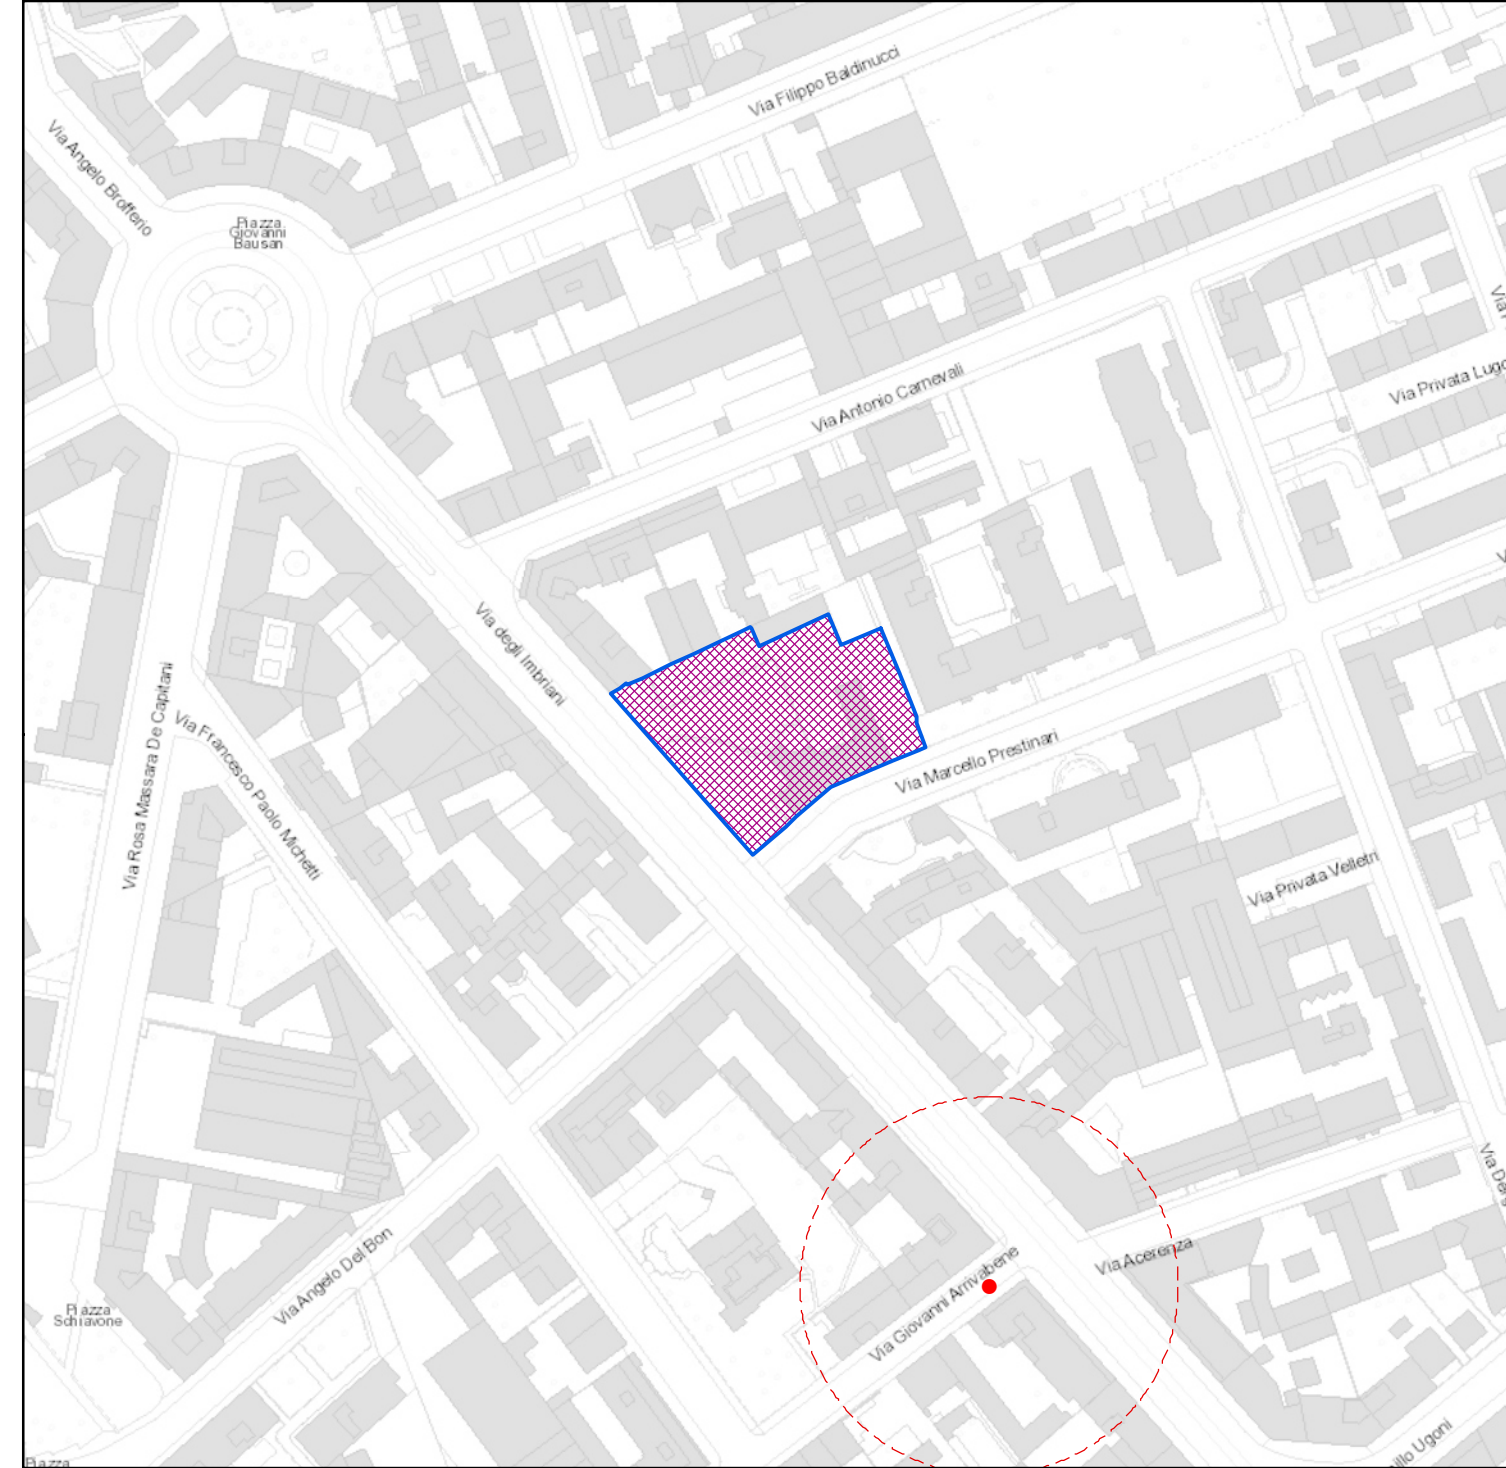 Via Filippo Baldinucci
Via Angelo Brofferio
Piazza
Giovanni
Bausan
Via Privata Lugo
Via Antonio Carnevali
Via degli Imbriani
Via Rosa Massara De Capitani
Via Francesco Paolo Michetti
Via Marcello Prestinari
Via Privata Velletri
Via Acerenza
Via Giovanni Arrivabene
Via Angelo Del Bon
Piazza
Schiavone
Piazza
Ugoni